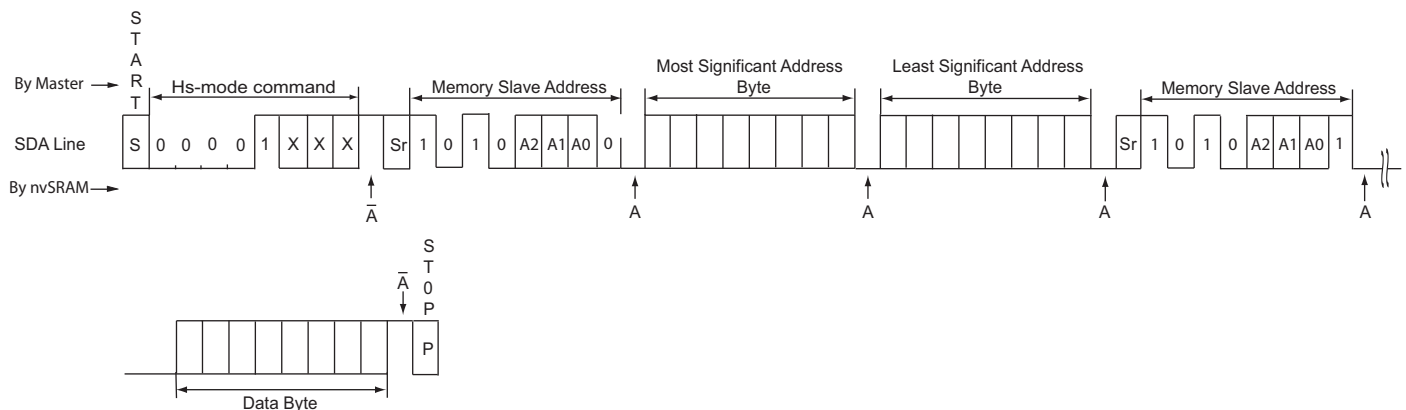 START
By Master
Hs-mode command
Memory Slave Address
Most Significant Address
Byte
Least Significant Address
Byte
Memory Slave Address
SDA Line
S 0 0 0 0 1 X X X Sr 1 0 1 0 A2 A1 A0 0 Sr 1 0 1 0 A2 A1 A0 1
By nvSRAM
A̅ A A A A
ST0P
A̅
P
Data Byte